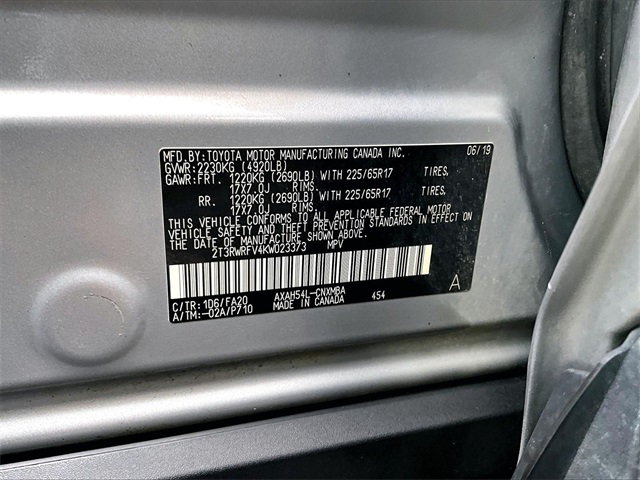 MFD.BY:TOYOTA MOTOR MANUFACTURING CANADA INC. 06/19
GVWR:2230KG (4920LB)
GAWR:FRT. 1220KG (2690LB) WITH 225/65R17 TIRES,
17X7.0J RIMS.
RR. 1220KG (2690LB) WITH 225/65R17 TIRES,
17X7.0J RIMS.
THIS VEHICLE CONFORMS TO ALL APPLICABLE FEDERAL MOTOR
VEHICLE SAFETY AND THEFT PREVENTION STANDARDS IN EFFECT ON
THE DATE OF MANUFACTURE SHOWN ABOVE.
2T3RWRFV4KW023373 MPV
A
C/TR:1D6/FA20 AXAH54L-CNXMBA 454
A/TM:-02A/P710 MADE IN CANADA